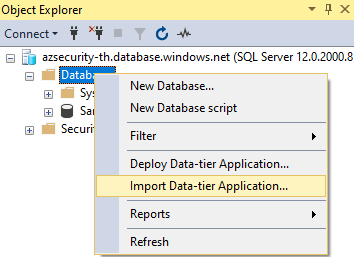 Object Explorer
Connect
azsecurity-th.database.windows.net (SQL Server 12.0.2000.8
Databas
Sys
Sa
Securi
New Database...
New Database script
Filter
Deploy Data-tier Application...
Import Data-tier Application...
Reports
Refresh